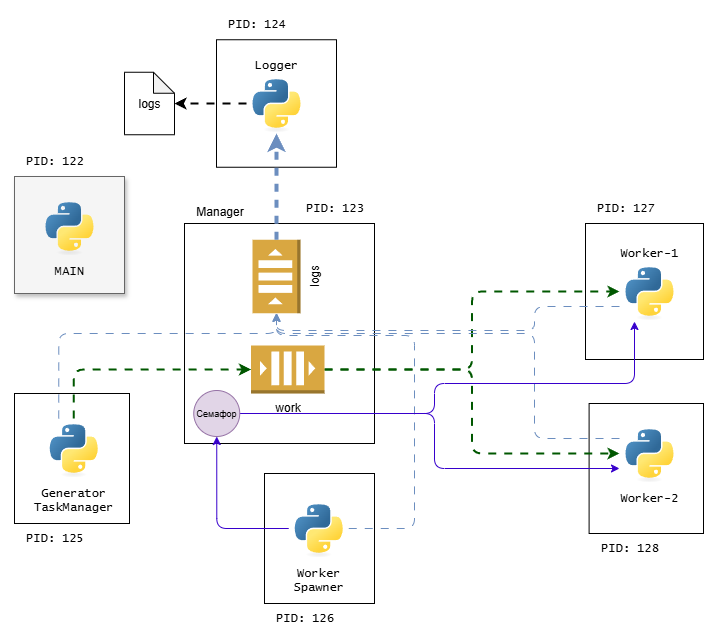 PID: 124
Logger
logs
PID: 122
MAIN
Manager
PID: 123
logs
work
Семафор
PID: 127
Worker-1
Worker-2
PID: 128
Generator
TaskManager
PID: 125
Worker
Spawner
PID: 126